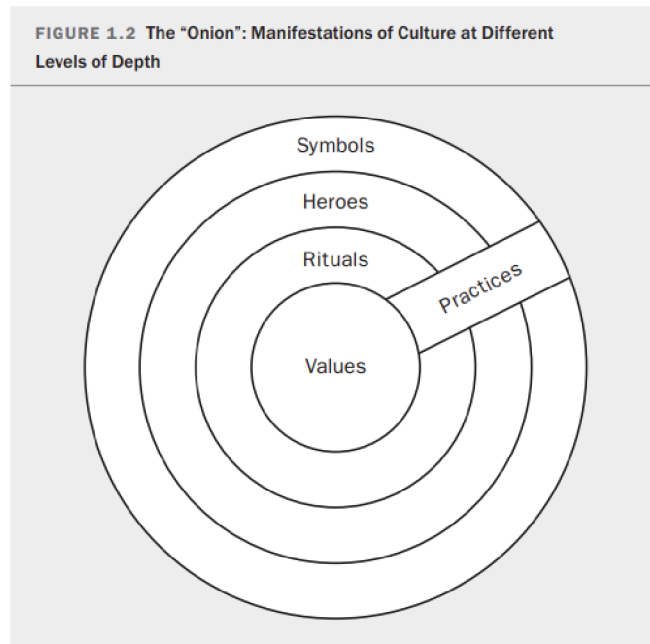 FIGURE 1.2 The “Onion”: Manifestations of Culture at Different
Levels of Depth
Symbols
Heroes
Rituals
Practices
Values